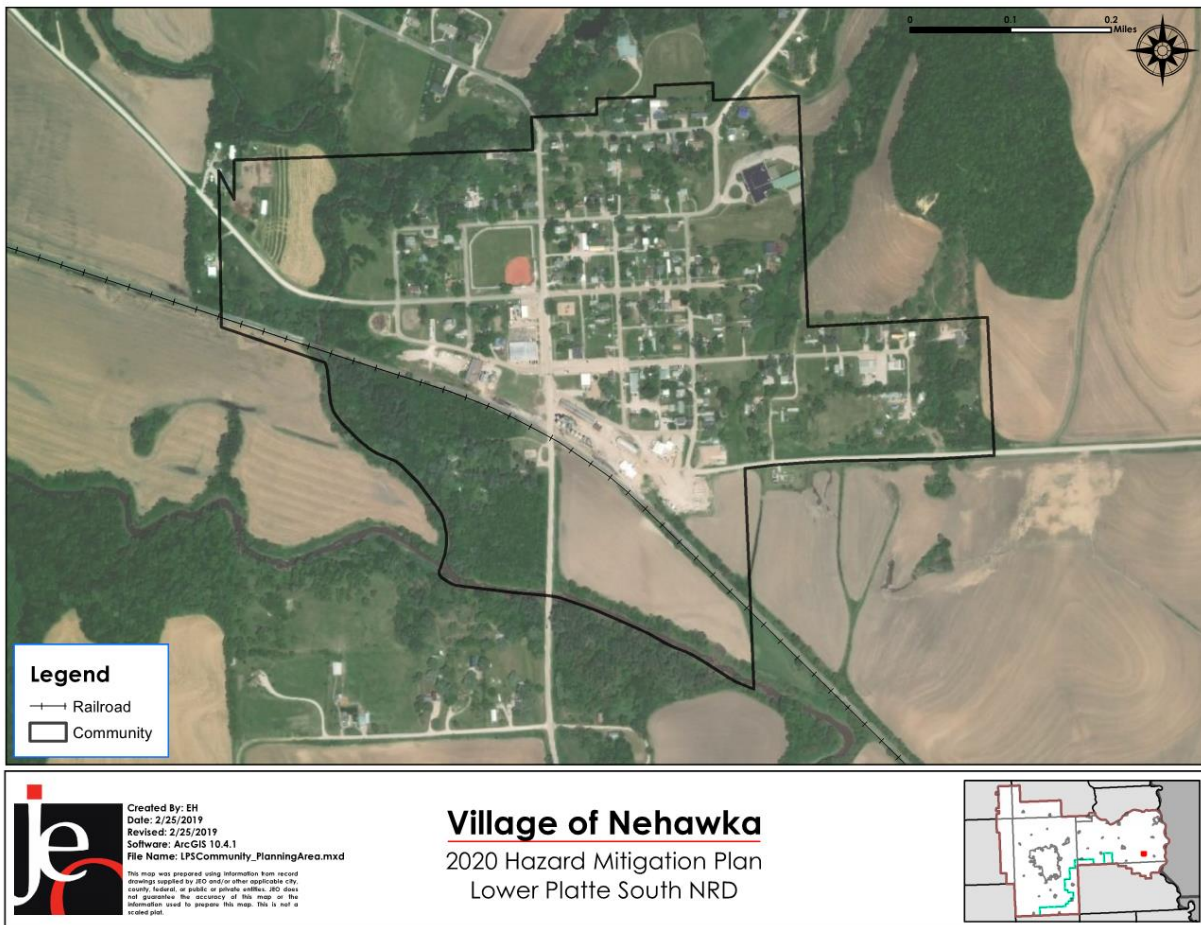 0 0.1 0.2
Miles
Legend
Railroad
Community
je
Created By: EH
Date: 2/25/2019
Revised: 2/25/2019
Software: ArcGIS 10.4.1
File Name: LPSCommunity_PlanningArea.mxd
This map was prepared using information from record
drawings supplied by JEO and/or other applicable city,
county, federal, or public or private entities. JEO does
not guarantee the accuracy of this map or the
information used to prepare this map. This is not a
scaled plat.
Village of Nehawka
2020 Hazard Mitigation Plan
Lower Platte South NRD